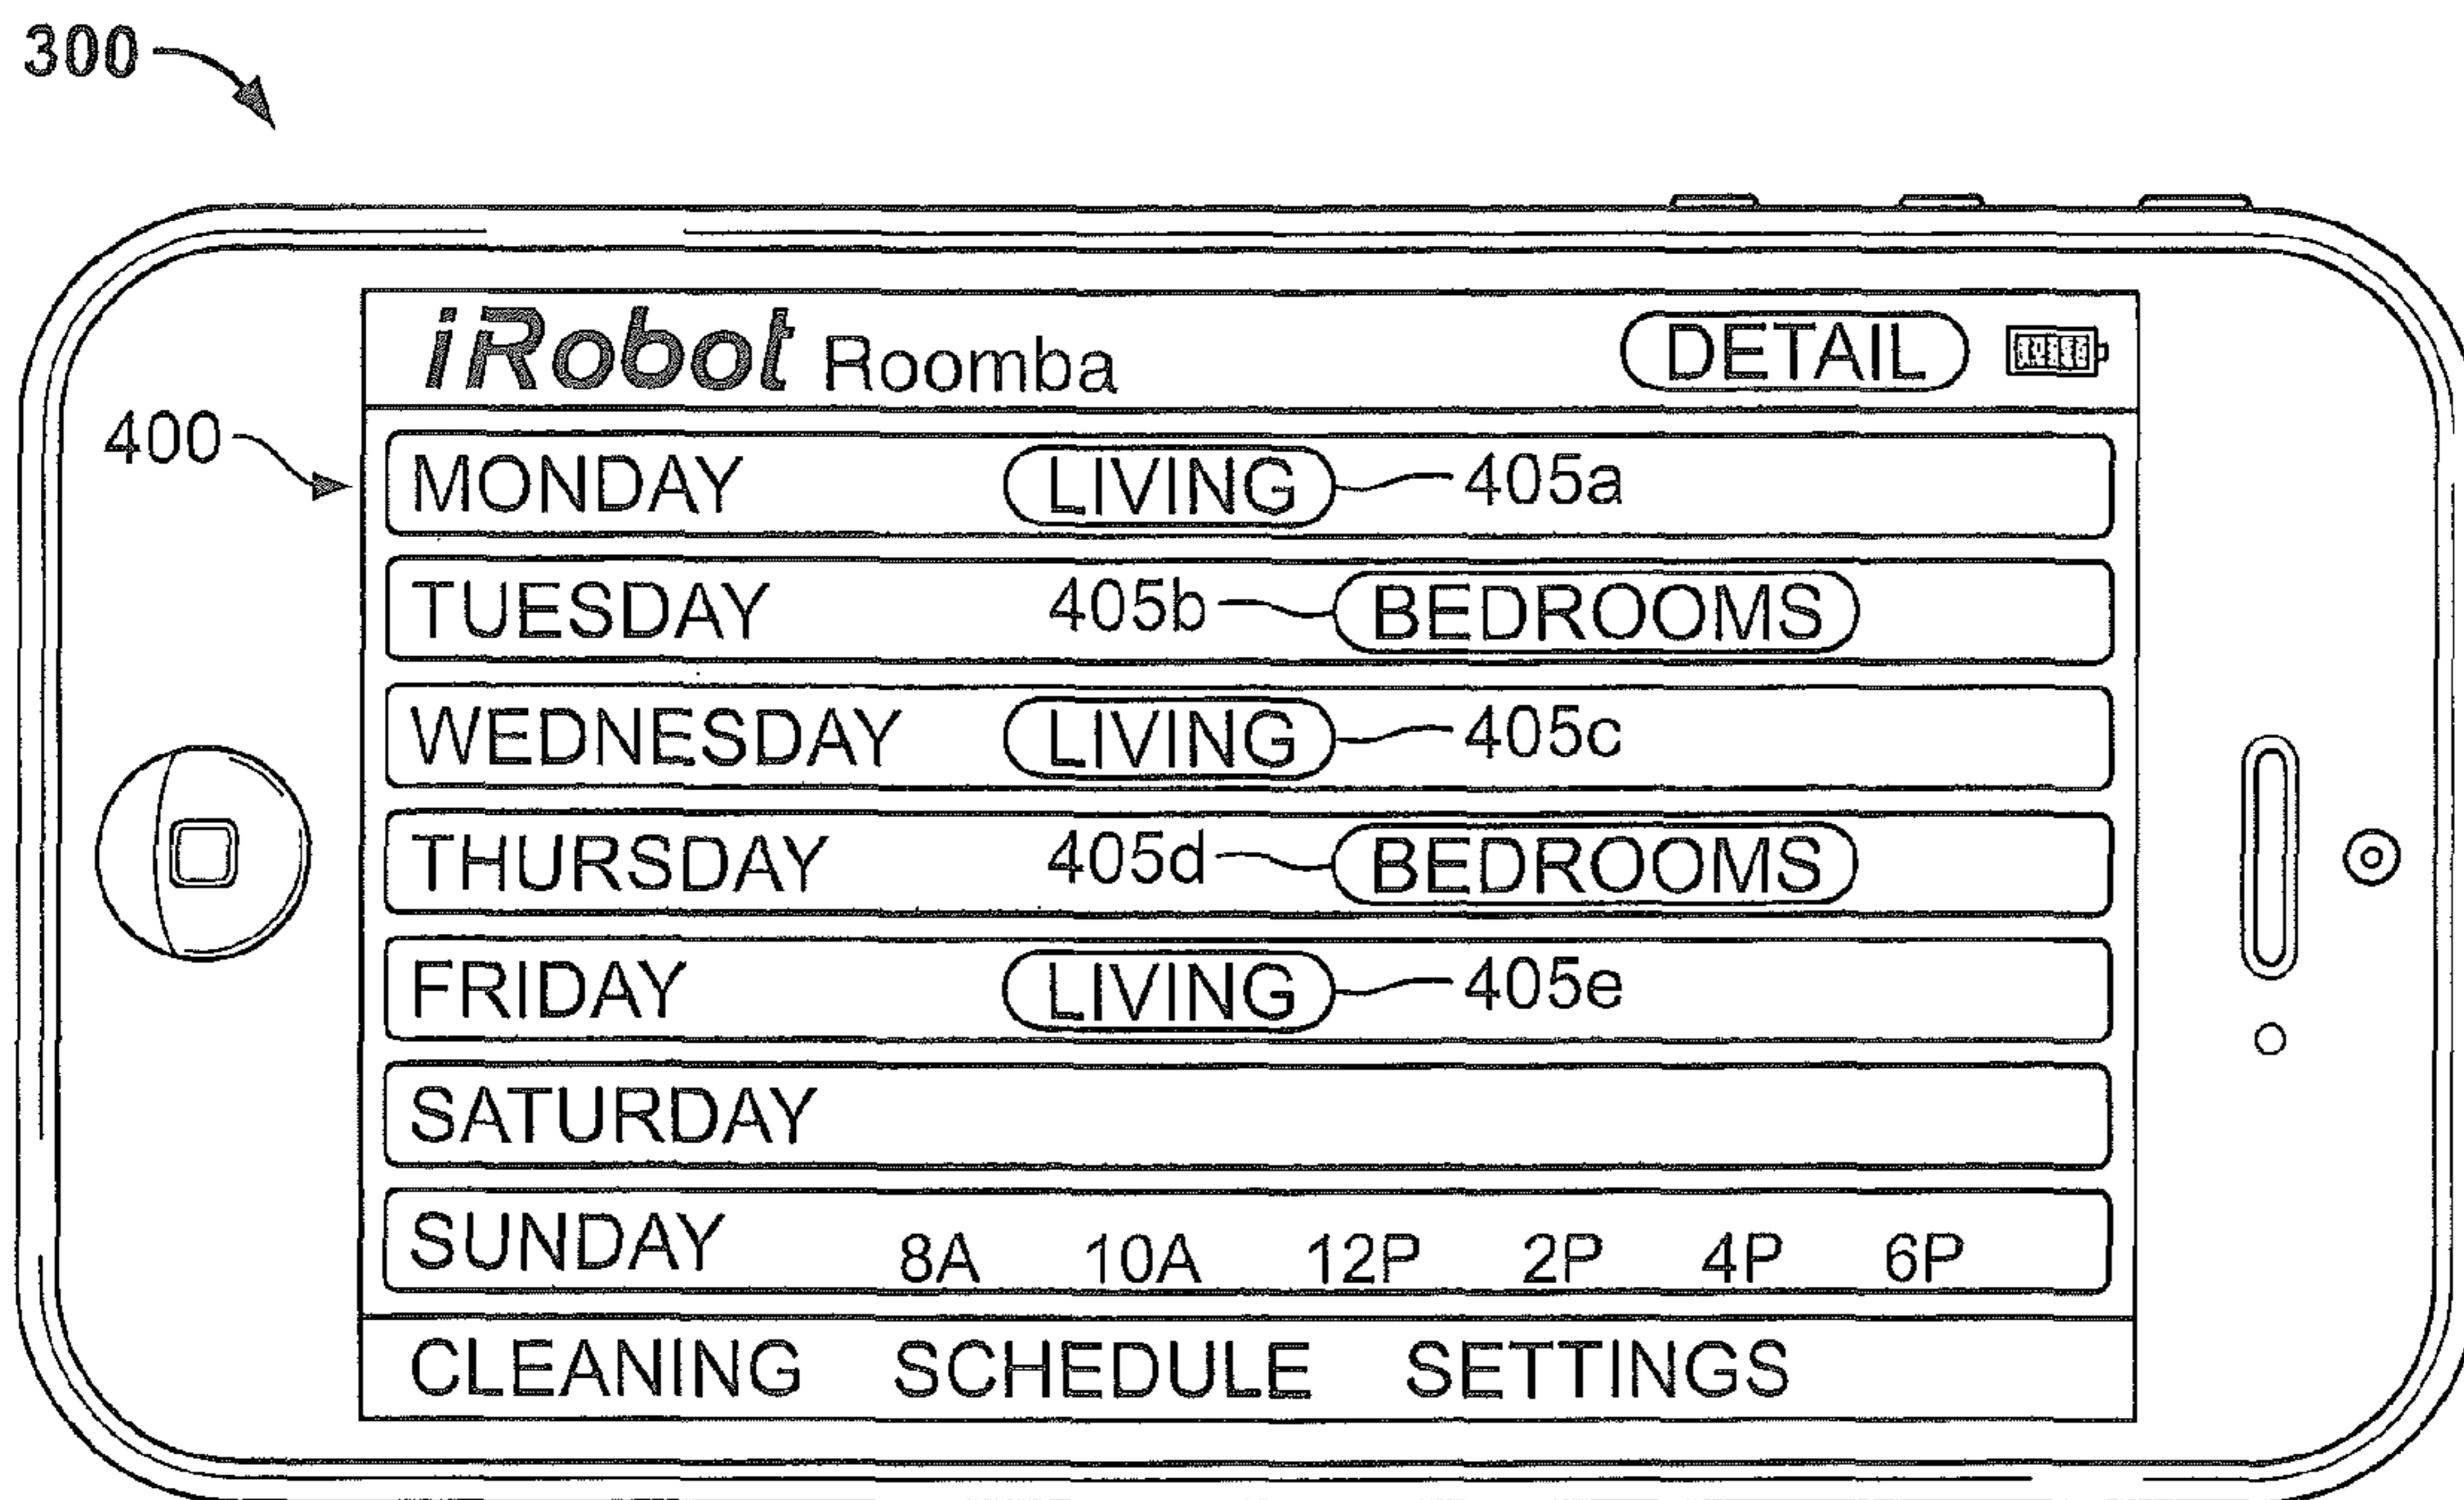 300
iRobot Roomba DETAIL
400
MONDAY LIVING 405a
TUESDAY 405b BEDROOMS
WEDNESDAY LIVING 405c
THURSDAY 405d BEDROOMS
FRIDAY LIVING 405e
SATURDAY
SUNDAY 8A 10A 12P 2P 4P 6P
CLEANING SCHEDULE SETTINGS